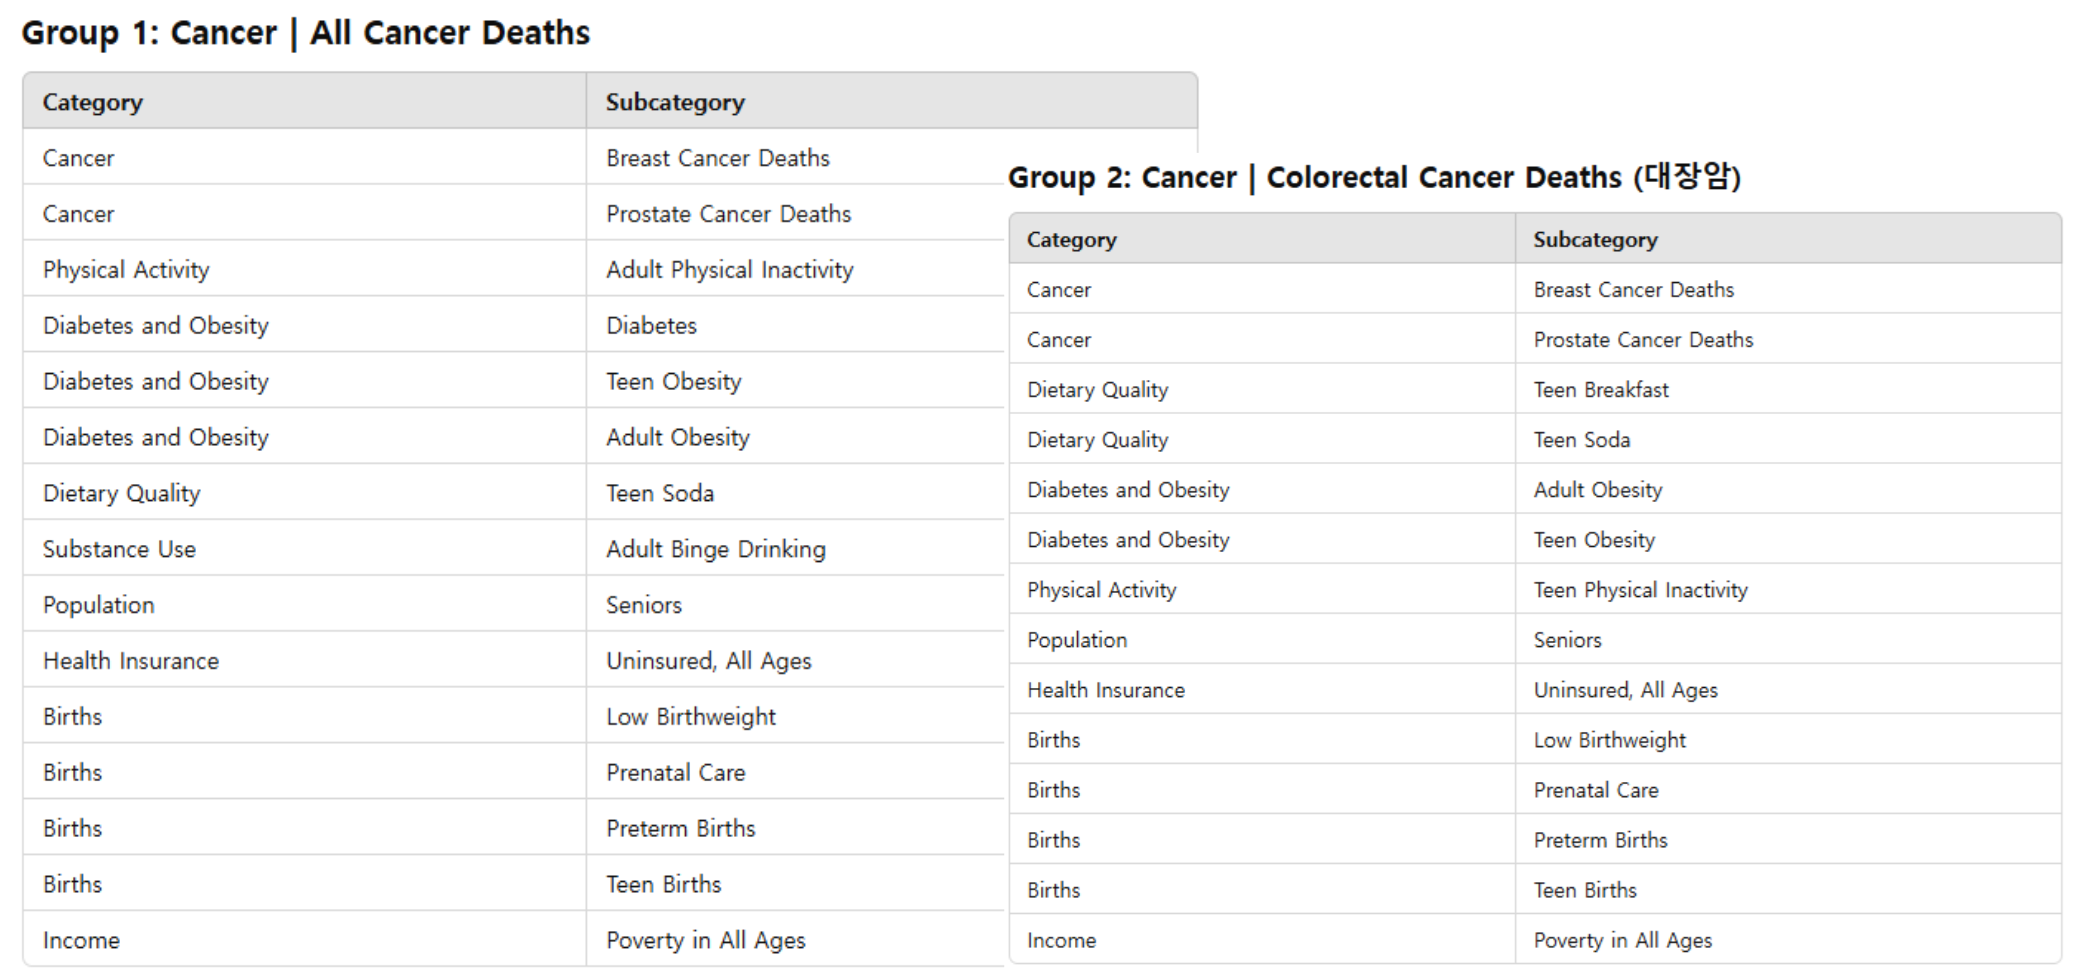 Group 1: Cancer | All Cancer Deaths
Category Subcategory
Cancer Breast Cancer Deaths
Cancer Prostate Cancer Deaths
Physical Activity Adult Physical Inactivity
Diabetes and Obesity Diabetes
Diabetes and Obesity Teen Obesity
Diabetes and Obesity Adult Obesity
Dietary Quality Teen Soda
Substance Use Adult Binge Drinking
Population Seniors
Health Insurance Uninsured, All Ages
Births Low Birthweight
Births Prenatal Care
Births Preterm Births
Births Teen Births
Income Poverty in All Ages
Group 2: Cancer | Colorectal Cancer Deaths (대장암)
Category Subcategory
Cancer Breast Cancer Deaths
Cancer Prostate Cancer Deaths
Dietary Quality Teen Breakfast
Dietary Quality Teen Soda
Diabetes and Obesity Adult Obesity
Diabetes and Obesity Teen Obesity
Physical Activity Teen Physical Inactivity
Population Seniors
Health Insurance Uninsured, All Ages
Births Low Birthweight
Births Prenatal Care
Births Preterm Births
Births Teen Births
Income Poverty in All Ages